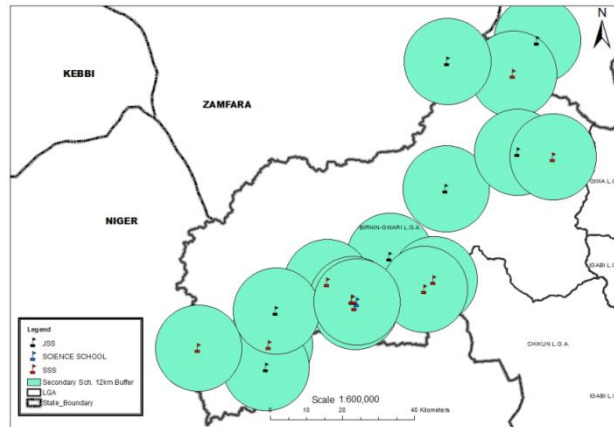 N
KEBBI
ZAMFARA
GIWA L.G.A.
NIGER
BIRNIN-GWARI L.G.A.
IGABI L.G.
CHIKUN L.G.A.
IGABI L.G
Legend
JSS
SCIENCE SCHOOL
SSS
Secondary Sch. 12km Buffer
LGA
State_Boundary
Scale 1:600,000
0 10 20 40 Kilometers